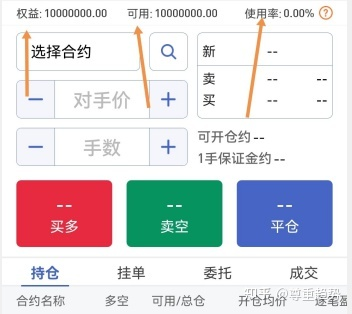 权益: 10000000.00 可用: 10000000.00 使用率: 0.00% ?
选择合约
新 --
卖 -- --
买 -- --
− 对手价 +
− 手数 +
可开仓约 --
1手保证金约 --
-- -- --
买多 卖空 平仓
持仓 挂单 委托 成交
合约名称 多空 可用/总仓 开仓均价 逐笔盈
知乎 @尊重趋势